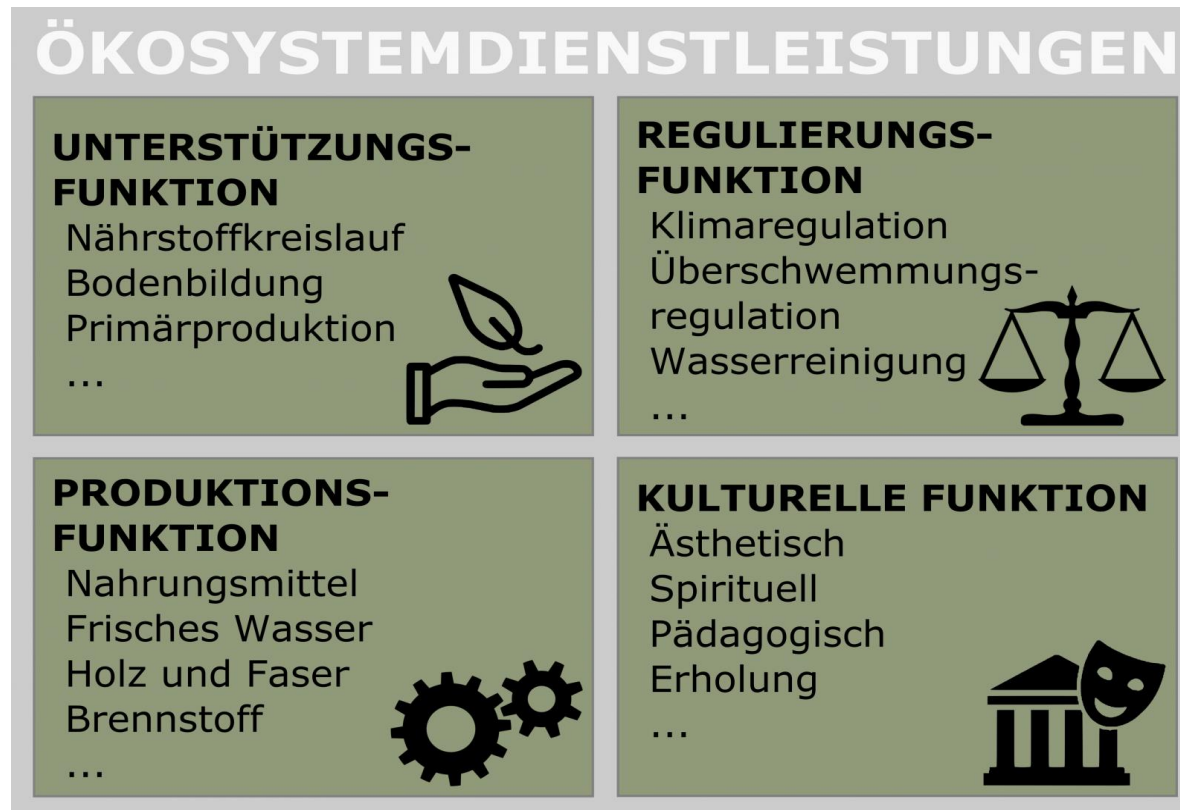 ÖKOSYSTEMDIENSTLEISTUNGEN
UNTERSTÜTZUNGS-
FUNKTION
Nährstoffkreislauf
Bodenbildung
Primärproduktion
...
REGULIERUNGS-
FUNKTION
Klimaregulation
Überschwemmungs-
regulation
Wasserreinigung
...
PRODUKTIONS-
FUNKTION
Nahrungsmittel
Frisches Wasser
Holz und Faser
Brennstoff
...
KULTURELLE FUNKTION
Ästhetisch
Spirituell
Pädagogisch
Erholung
...